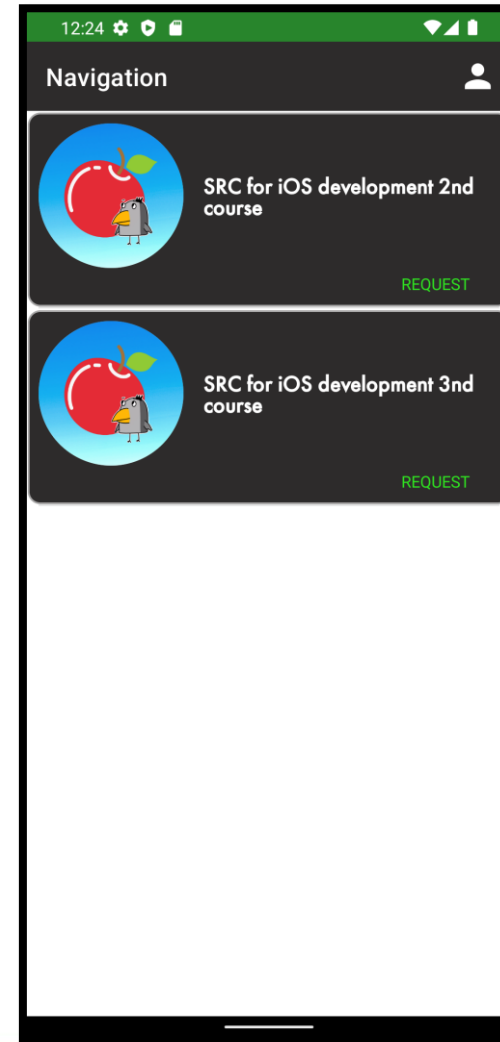 12:24
Navigation
SRC for iOS development 2nd
course
REQUEST
SRC for iOS development 3nd
course
REQUEST